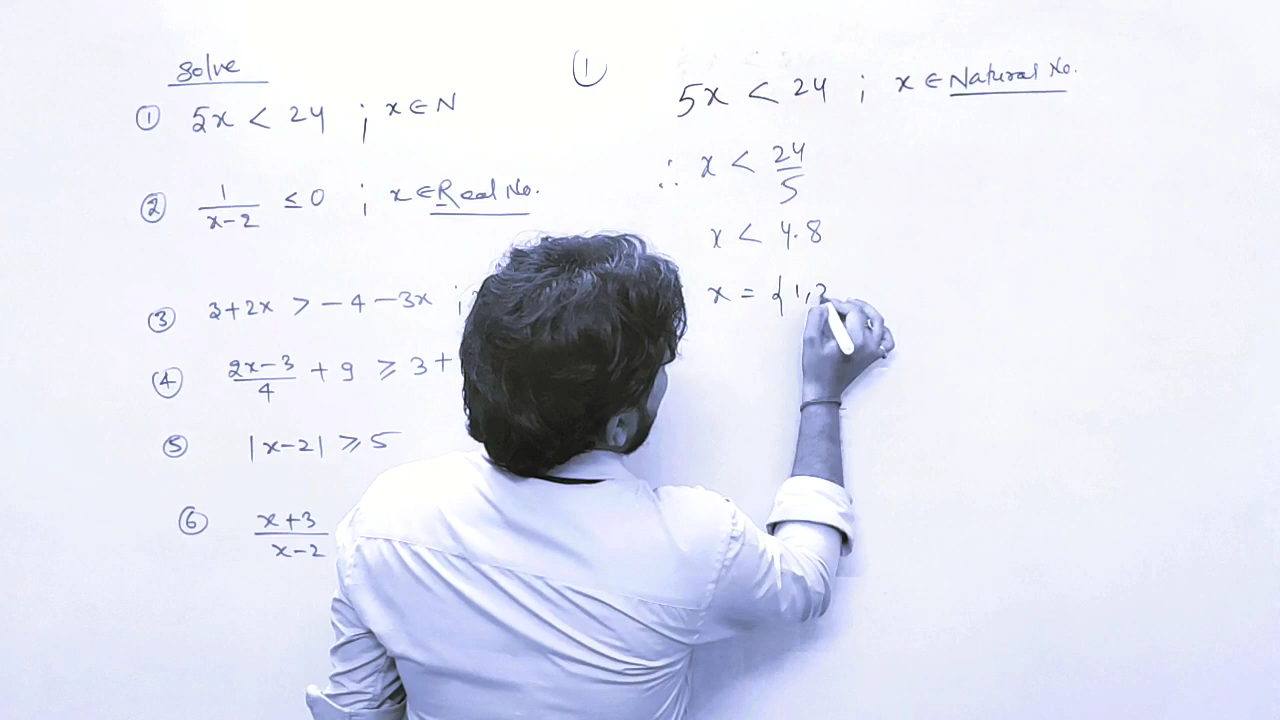 Solve
① 5x < 24 ; x ∈ N
② 1/(x-2) ≤ 0 ; x ∈ Real No.
③ 3+2x > -4-3x ;
④ (2x-3)/4 + 9 ≥ 3+
⑤ |x-2| ≥ 5
⑥ (x+3)/(x-2)
①
5x < 24 ; x ∈ Natural No.
∴ x < 24/5
x < 4.8
x = {1,2